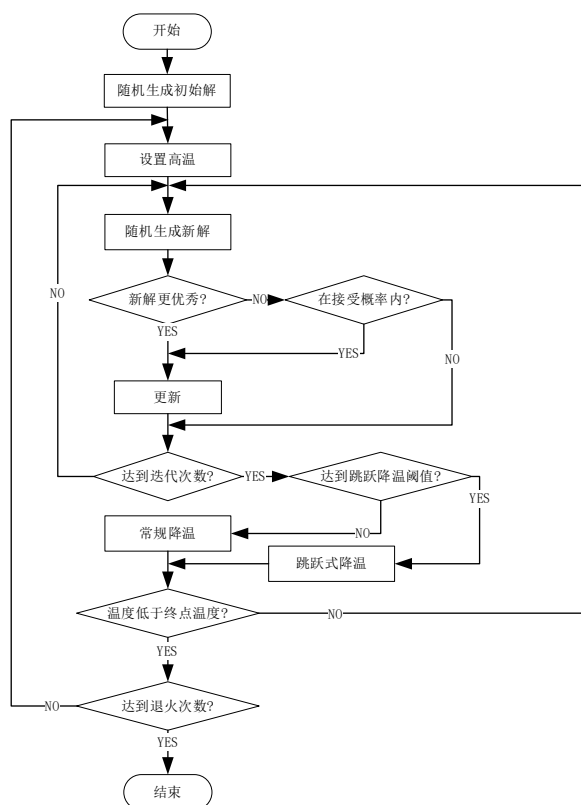 开始
随机生成初始解
设置高温
随机生成新解
新解更优秀?
NO
在接受概率内?
NO
YES
YES
NO
更新
达到迭代次数?
YES
达到跳跃降温阈值?
YES
常规降温
NO
跳跃式降温
温度低于终点温度?
NO
YES
NO
达到退火次数?
YES
结束